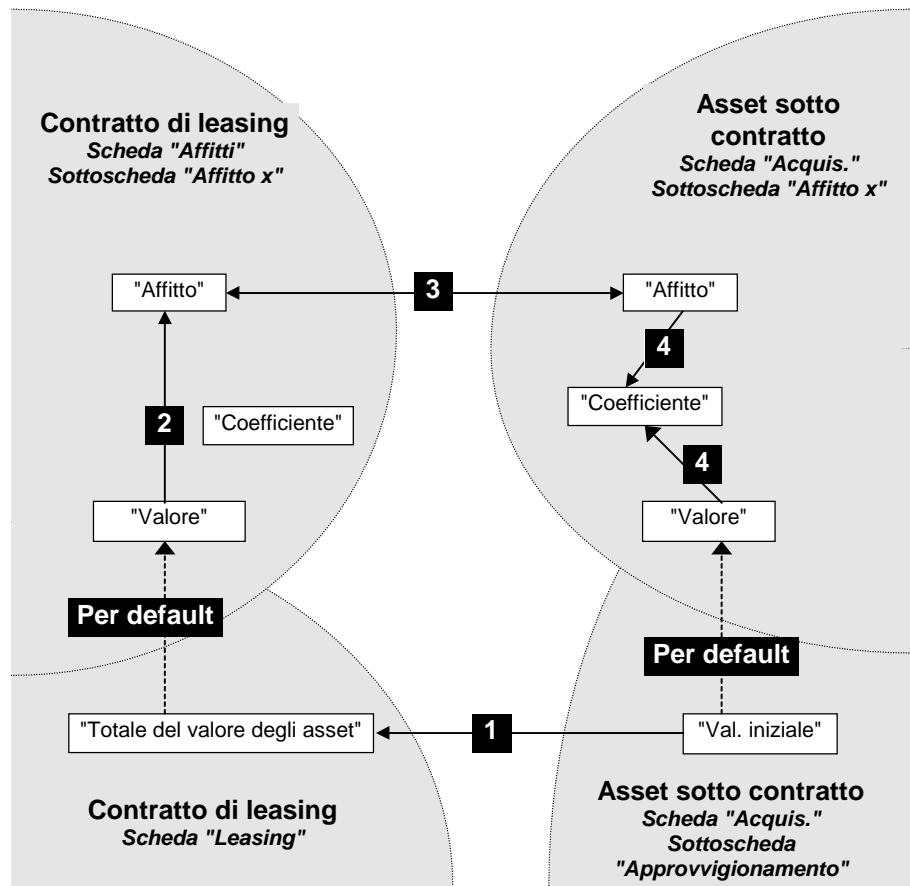 Contratto di leasing
Scheda "Affitti"
Sottoscheda "Affitto x"
Asset sotto
contratto
Scheda "Acquis."
Sottoscheda "Affitto x"
"Affitto"
3
"Affitto"
4
2
"Coefficiente"
"Coefficiente"
4
"Valore"
"Valore"
Per default
Per default
"Totale del valore degli asset"
1
"Val. iniziale"
Contratto di leasing
Scheda "Leasing"
Asset sotto contratto
Scheda "Acquis."
Sottoscheda
"Approvvigionamento"